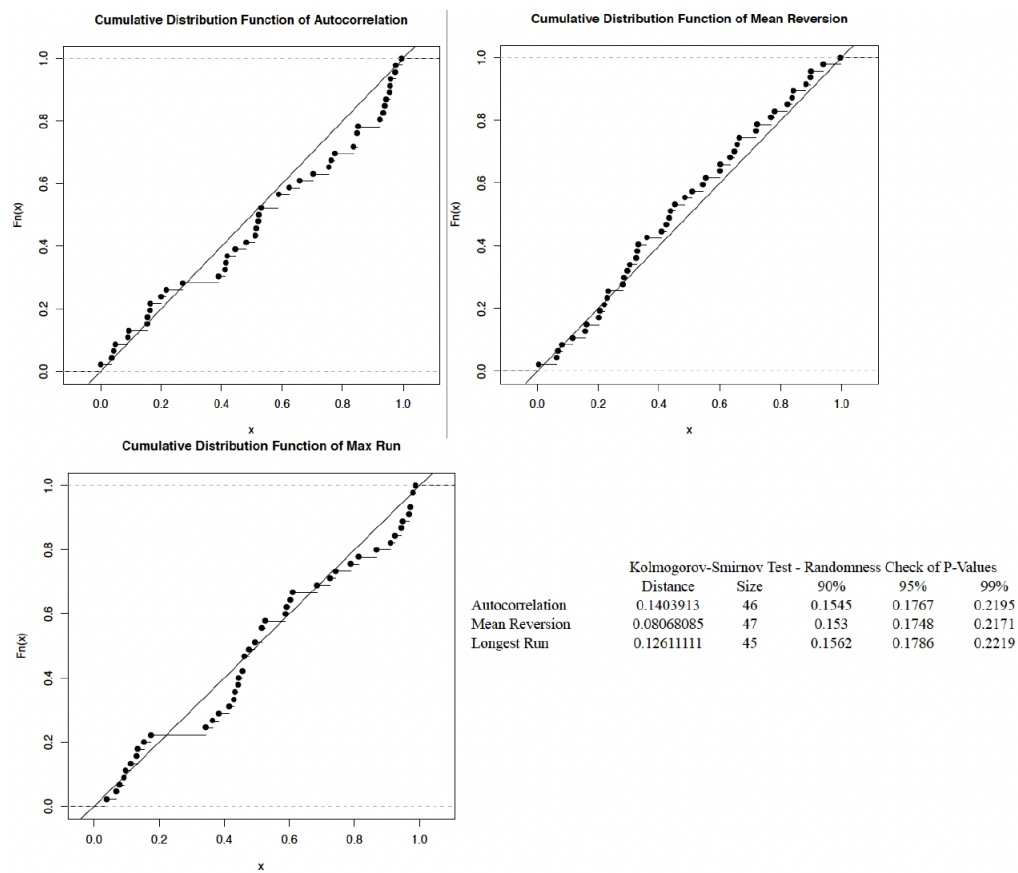 Cumulative Distribution Function of Autocorrelation
Fn(x)
1.0
0.8
0.6
0.4
0.2
0.0
0.0 0.2 0.4 0.6 0.8 1.0
x
Cumulative Distribution Function of Mean Reversion
Fn(x)
1.0
0.8
0.6
0.4
0.2
0.0
0.0 0.2 0.4 0.6 0.8 1.0
x
Cumulative Distribution Function of Max Run
Fn(x)
1.0
0.8
0.6
0.4
0.2
0.0
0.0 0.2 0.4 0.6 0.8 1.0
x
Kolmogorov-Smirnov Test - Randomness Check of P-Values
Distance Size 90% 95% 99%
Autocorrelation 0.1403913 46 0.1545 0.1767 0.2195
Mean Reversion 0.08068085 47 0.153 0.1748 0.2171
Longest Run 0.12611111 45 0.1562 0.1786 0.2219